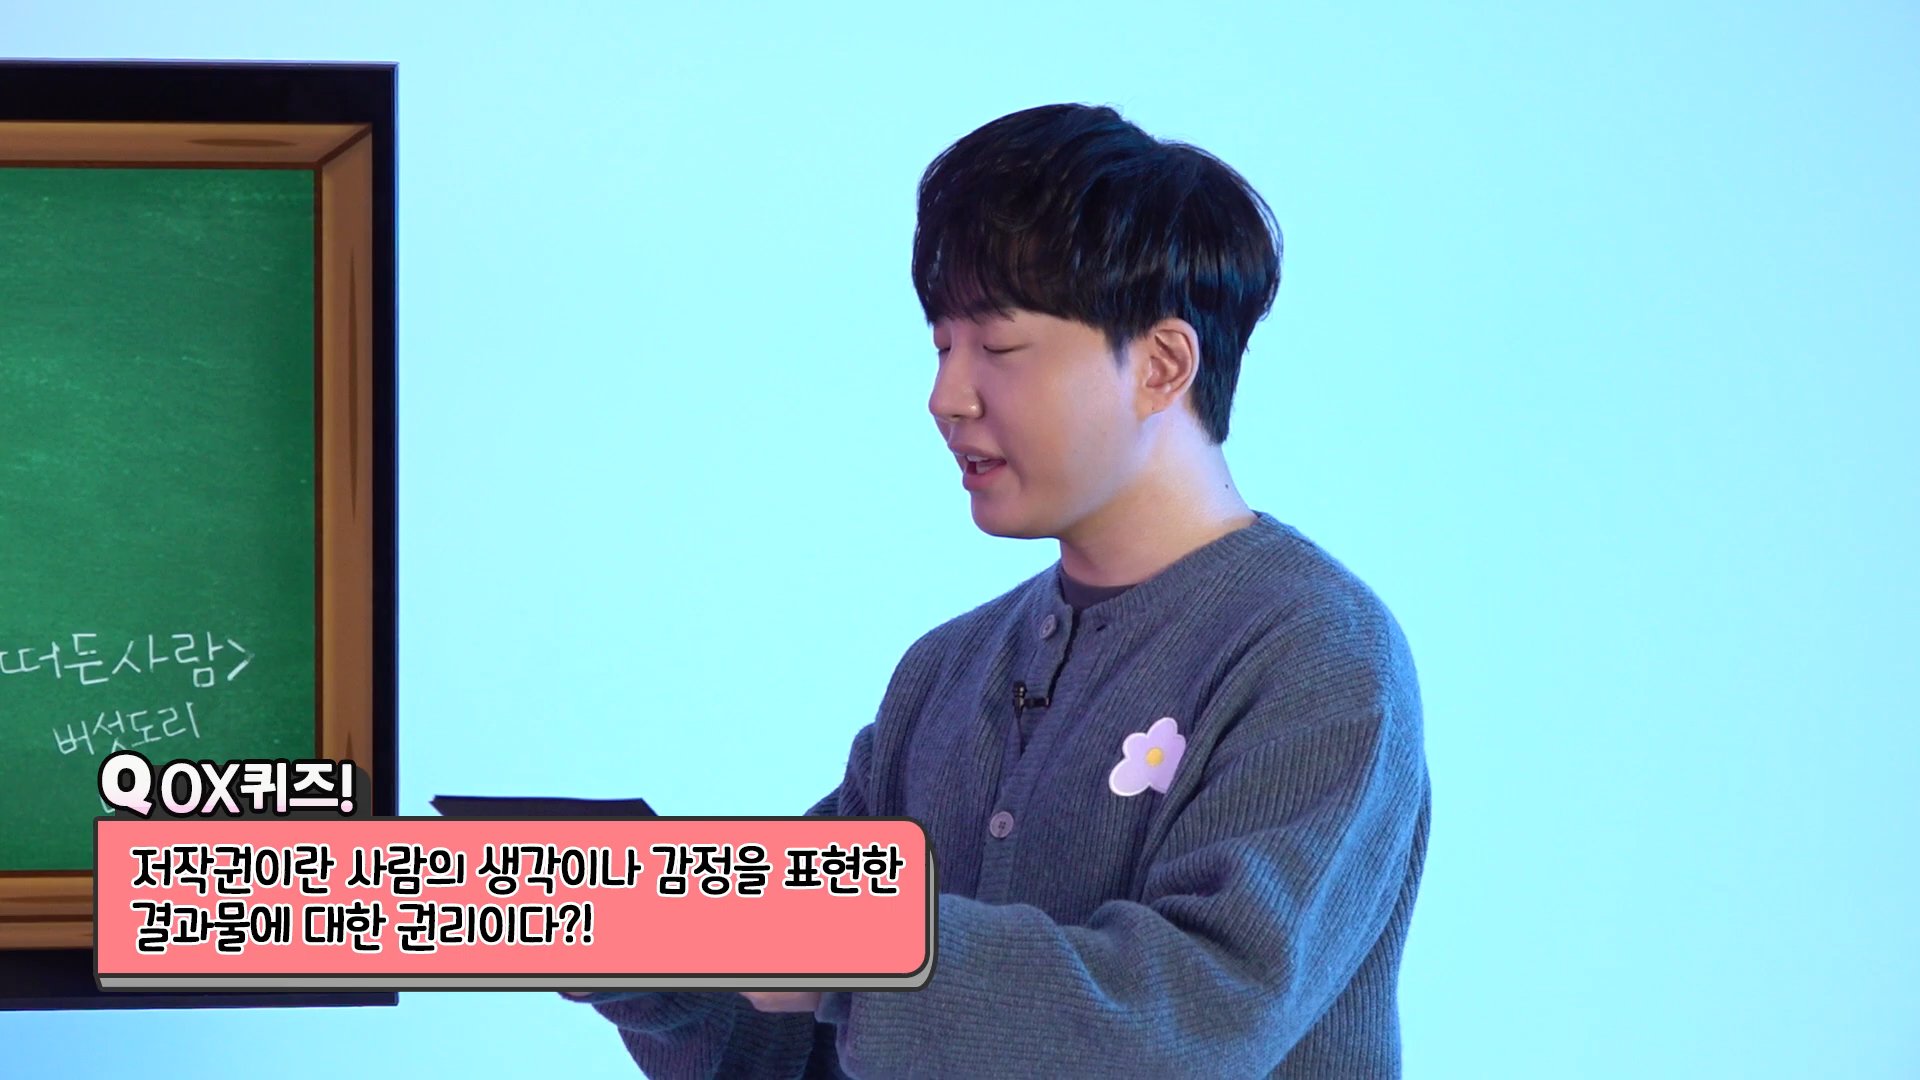 떠든사람>
버섯도리
Q OX퀴즈!
저작권이란 사람의 생각이나 감정을 표현한
결과물에 대한 권리이다?!